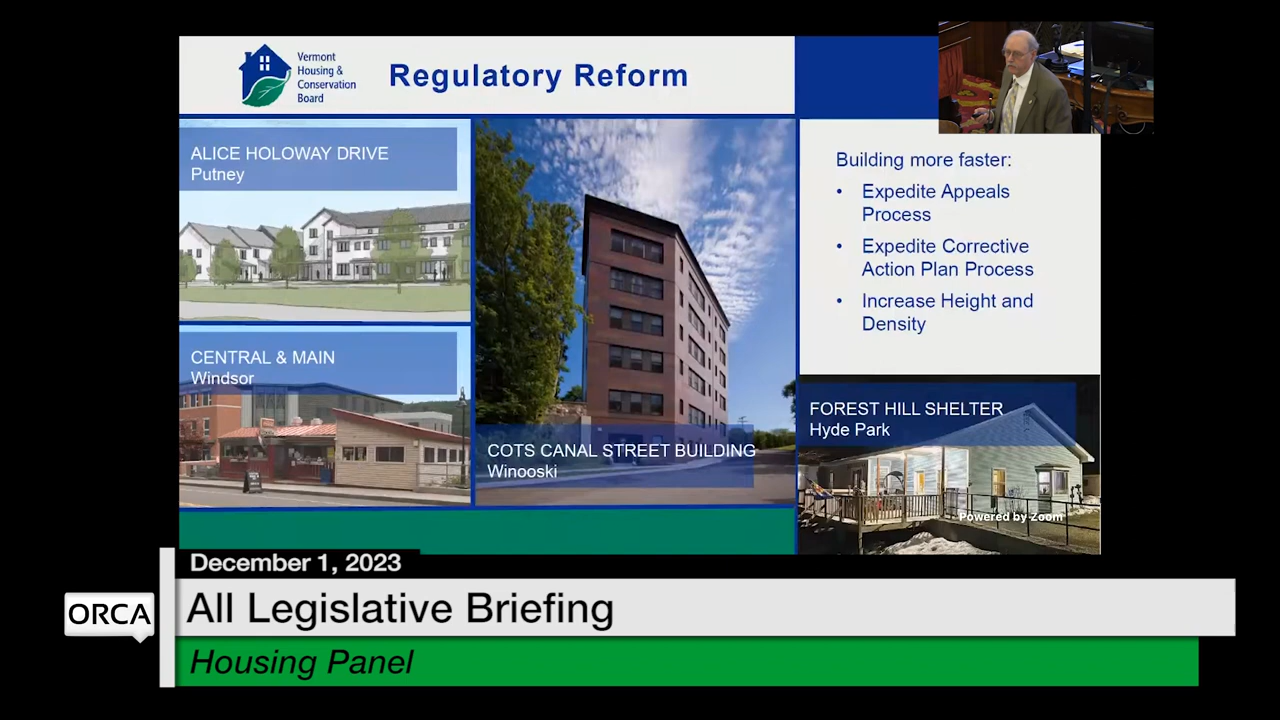 Vermont
Housing &
Conservation
Board
Regulatory Reform
ALICE HOLOWAY DRIVE
Putney
CENTRAL & MAIN
Windsor
COTS CANAL STREET BUILDING
Winooski
Building more faster:
• Expedite Appeals
Process
• Expedite Corrective
Action Plan Process
• Increase Height and
Density
FOREST HILL SHELTER
Hyde Park
Powered by Zoom
December 1, 2023
ORCA
All Legislative Briefing
Housing Panel